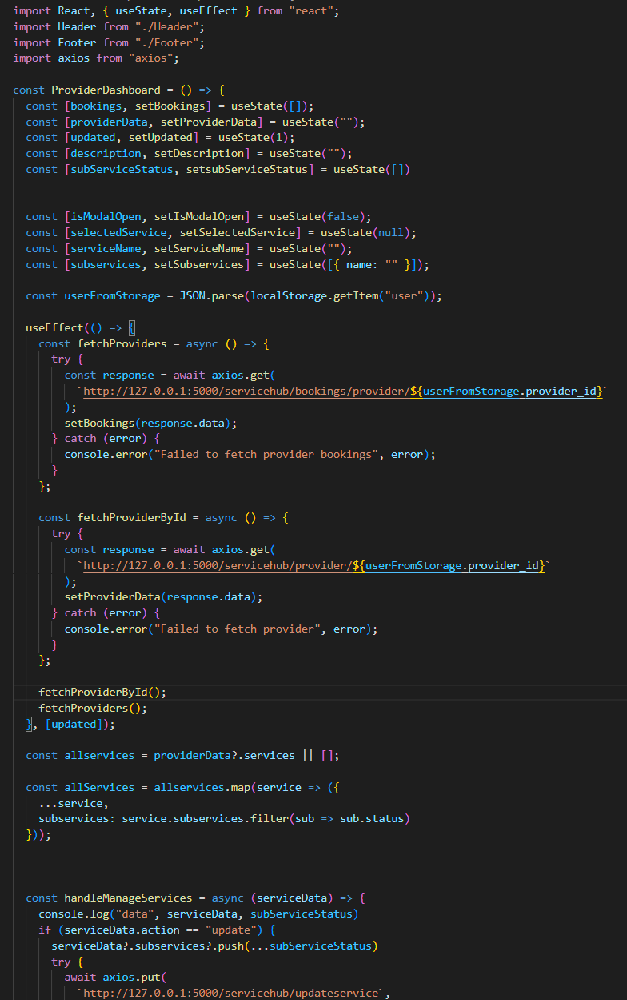 import React, { useState, useEffect } from "react";
import Header from "./Header";
import Footer from "./Footer";
import axios from "axios";

const ProviderDashboard = () => {
  const [bookings, setBookings] = useState([]);
  const [providerData, setProviderData] = useState("");
  const [updated, setUpdated] = useState(1);
  const [description, setDescription] = useState("");
  const [subServiceStatus, setsubServiceStatus] = useState([])


  const [isModalOpen, setIsModalOpen] = useState(false);
  const [selectedService, setSelectedService] = useState(null);
  const [serviceName, setServiceName] = useState("");
  const [subservices, setSubservices] = useState([{ name: "" }]);

  const userFromStorage = JSON.parse(localStorage.getItem("user"));

  useEffect(() => {
    const fetchProviders = async () => {
      try {
        const response = await axios.get(
          `http://127.0.0.1:5000/servicehub/bookings/provider/${userFromStorage.provider_id}`
        );
        setBookings(response.data);
      } catch (error) {
        console.error("Failed to fetch provider bookings", error);
      }
    };

    const fetchProviderById = async () => {
      try {
        const response = await axios.get(
          `http://127.0.0.1:5000/servicehub/provider/${userFromStorage.provider_id}`
        );
        setProviderData(response.data);
      } catch (error) {
        console.error("Failed to fetch provider", error);
      }
    };

    fetchProviderById();
    fetchProviders();
  }, [updated]);

  const allservices = providerData?.services || [];

  const allServices = allservices.map(service => ({
    ...service,
    subservices: service.subservices.filter(sub => sub.status)
  }));



  const handleManageServices = async (serviceData) => {
    console.log("data", serviceData, subServiceStatus)
    if (serviceData.action == "update") {
      serviceData?.subservices?.push(...subServiceStatus)
      try {
        await axios.put(
          `http://127.0.0.1:5000/servicehub/updateservice`,